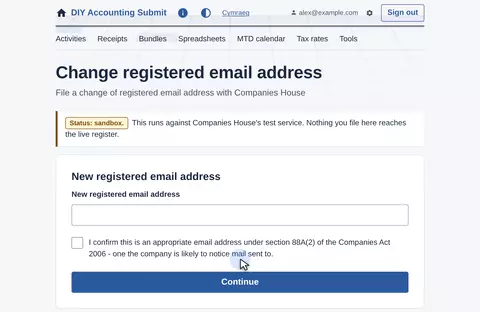 DIY Accounting Submit
Cymraeg
alex@example.com
Sign out
Activities Receipts Bundles Spreadsheets MTD calendar Tax rates Tools
Change registered email address
File a change of registered email address with Companies House
Status: sandbox. This runs against Companies House's test service. Nothing you file here reaches
the live register.
New registered email address
New registered email address
I confirm this is an appropriate email address under section 88A(2) of the Companies Act
2006 - one the company is likely to notice mail sent to.
Continue